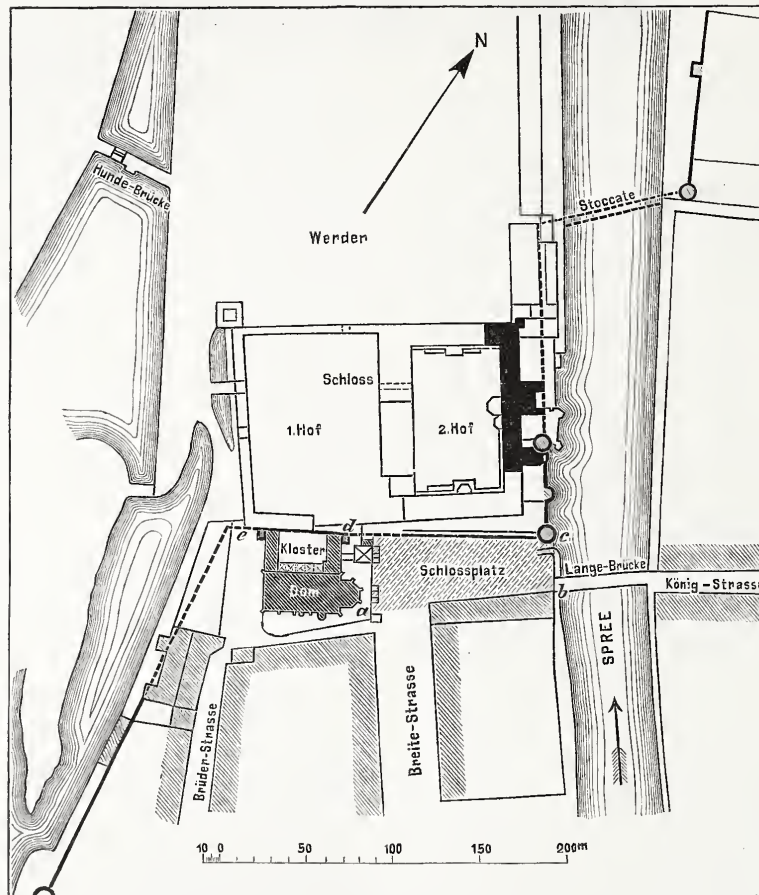 N
Hunde-Brücke
Stoccate
Werden
Schloss
1. Hof
2. Hof
d
e
c
Kloster
Lange-Brücke
Schlossplatz
König-Strasse
Dom
a
b
SPREE
Brüder-Strasse
Breite-Strasse
10 0 50 100 150 200m